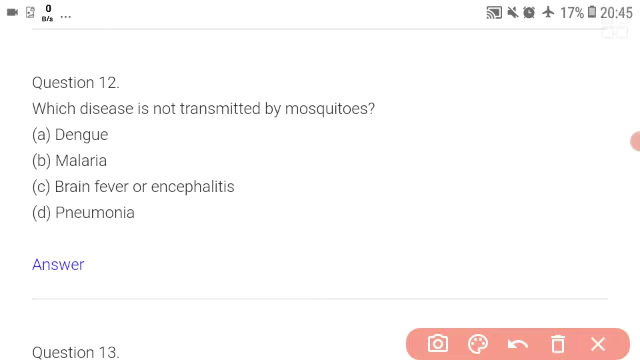 0
B/s ... 17% 20:45
Question 12.
Which disease is not transmitted by mosquitoes?
(a) Dengue
(b) Malaria
(c) Brain fever or encephalitis
(d) Pneumonia
Answer
Question 13.